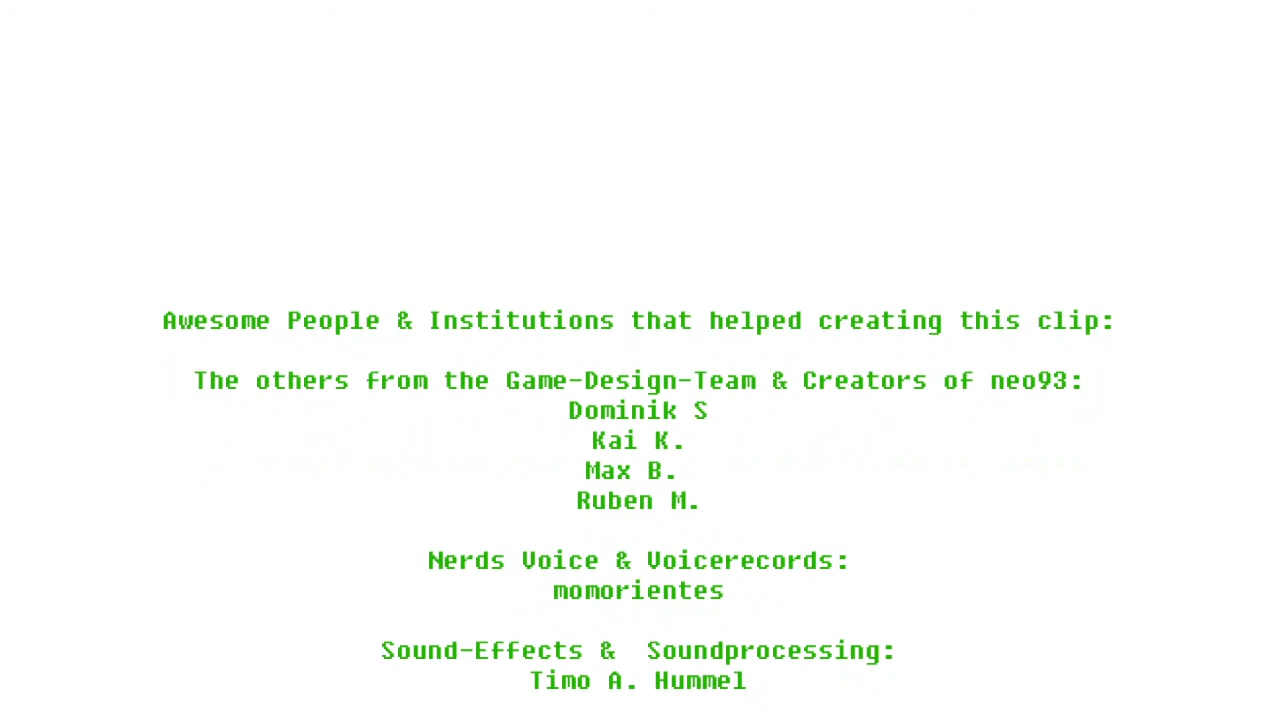 Awesome People & Institutions that helped creating this clip:
The others from the Game-Design-Team & Creators of neo93:
Dominik S
Kai K.
Max B.
Ruben M.
Nerds Voice & Voicerecords:
momorientes
Sound-Effects &  Soundprocessing:
Timo A. Hummel